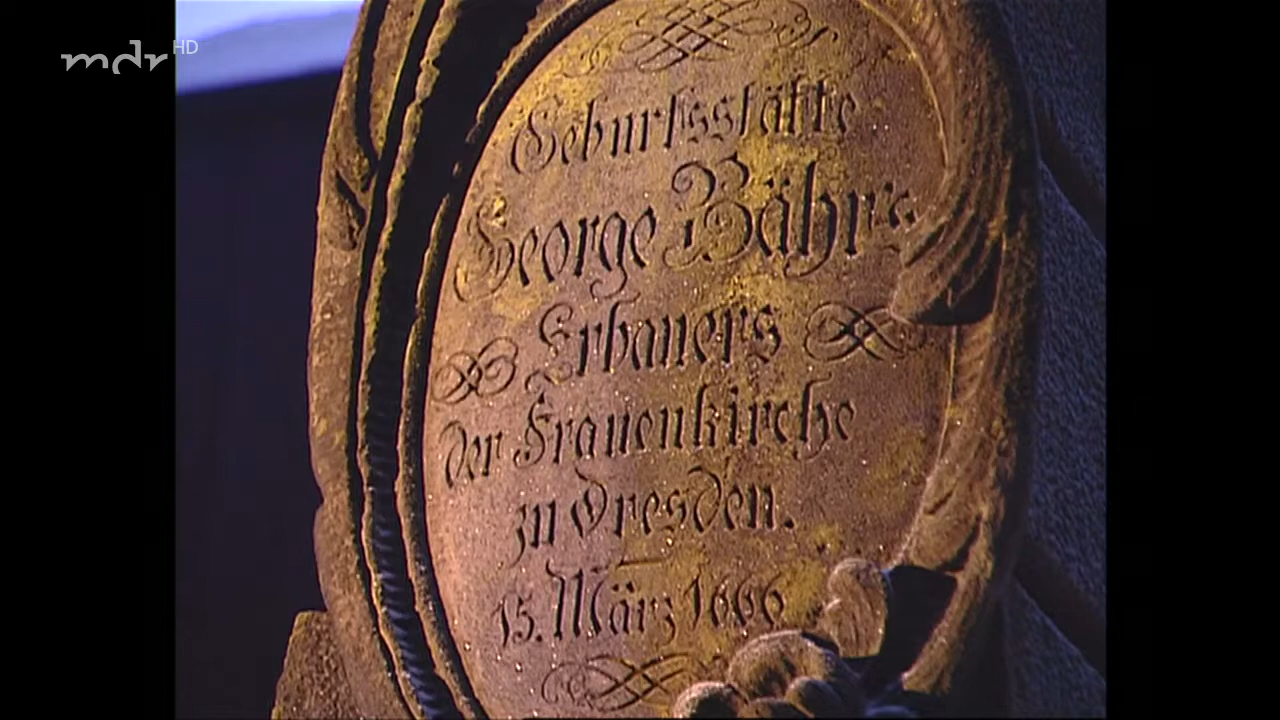 mdr HD
Geburtsstätte
George Bährs
Erbauers
der Frauenkirche
zu Dresden.
15. März 1666